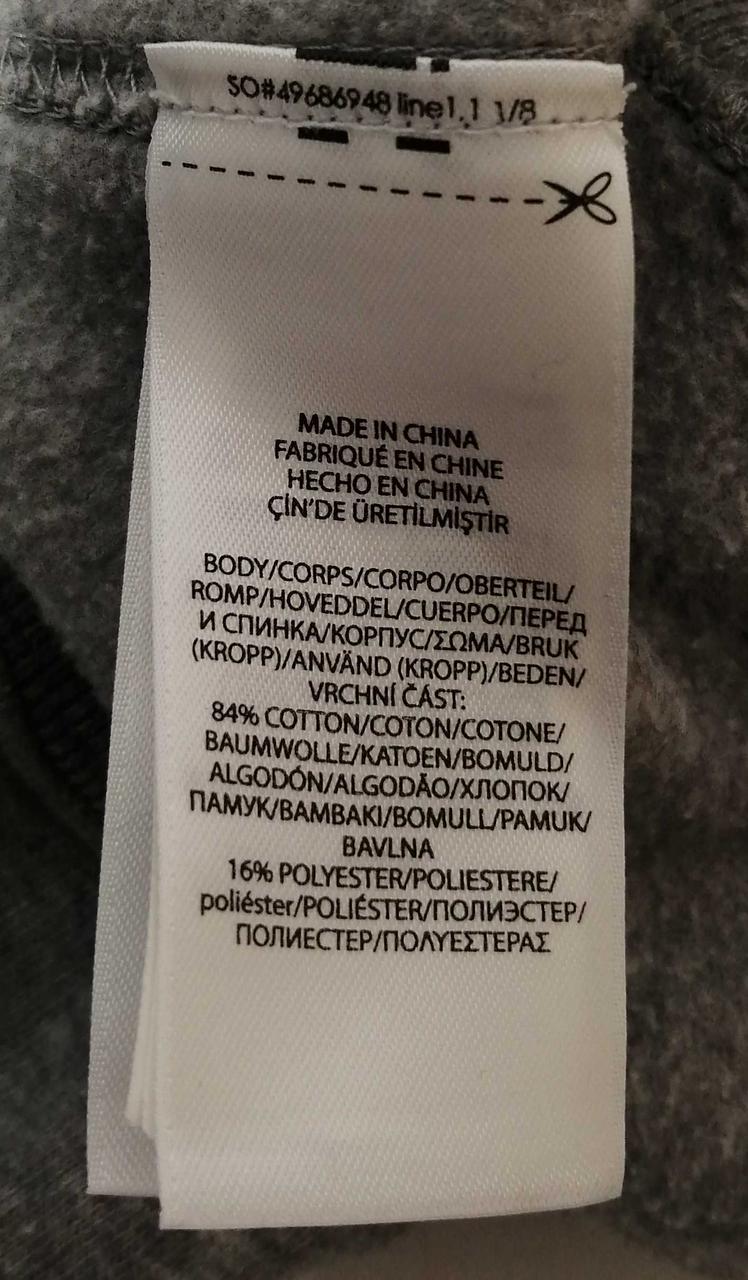 SO#49686948 line1.1 1/8
MADE IN CHINA
FABRIQUÉ EN CHINE
HECHO EN CHINA
ÇİN'DE ÜRETİLMİŞTİR
BODY/CORPS/CORPO/OBERTEIL/
ROMP/HOVEDDEL/CUERPO/ПЕРЕД
И СПИНКА/КОРПУС/ΣΩΜΑ/BRUK
(KROPP)/ANVÄND (KROPP)/BEDEN/
VRCHNÍ ČÁST:
84% COTTON/COTON/COTONE/
BAUMWOLLE/KATOEN/BOMULD/
ALGODÓN/ALGODÃO/ХЛОПОК/
ПАМУК/ΒΑΜΒΑΚΙ/BOMULL/PAMUK/
BAVLNA
16% POLYESTER/POLIESTERE/
poliéster/POLIÉSTER/ПОЛИЭСТЕР/
ПОЛИЕСТЕР/ΠΟΛΥΕΣΤΕΡΑΣ